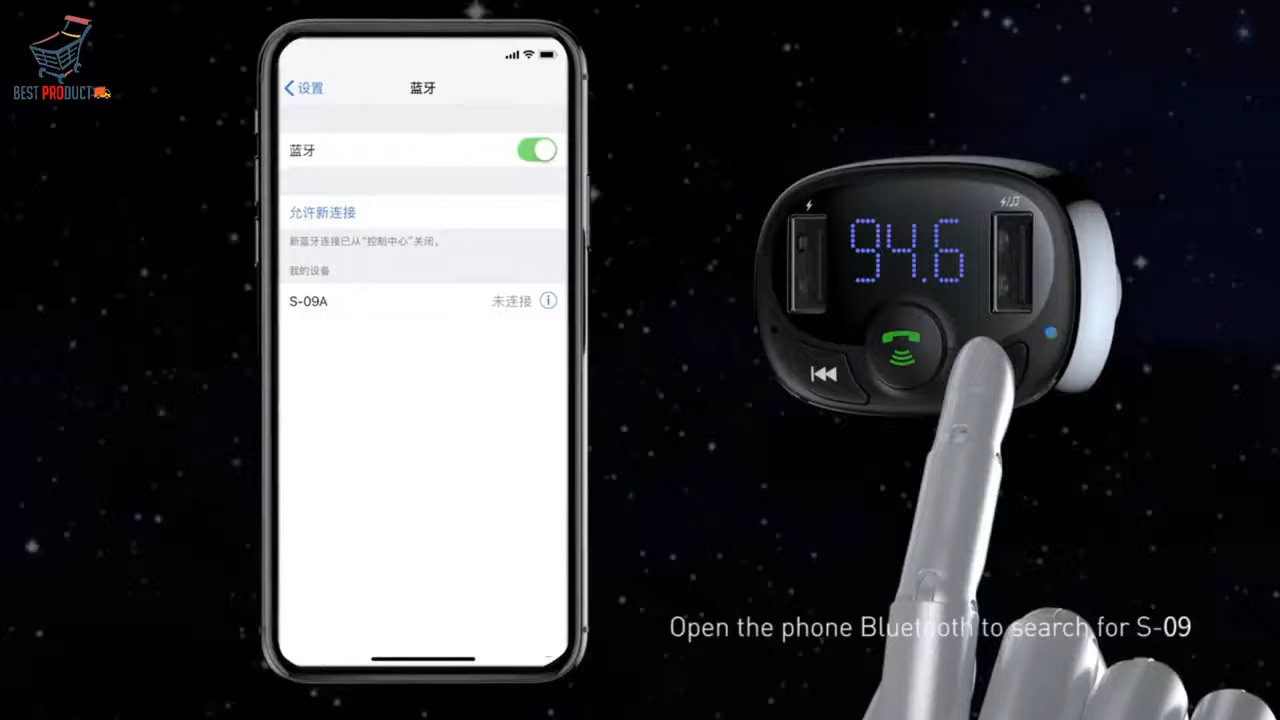 BEST PRODUCT
设置
蓝牙
蓝牙
允许新连接
新蓝牙连接已从“控制中心”关闭。
我的设备
S-09A
未连接
94.6
Open the phone Bluetooth to search for S-09